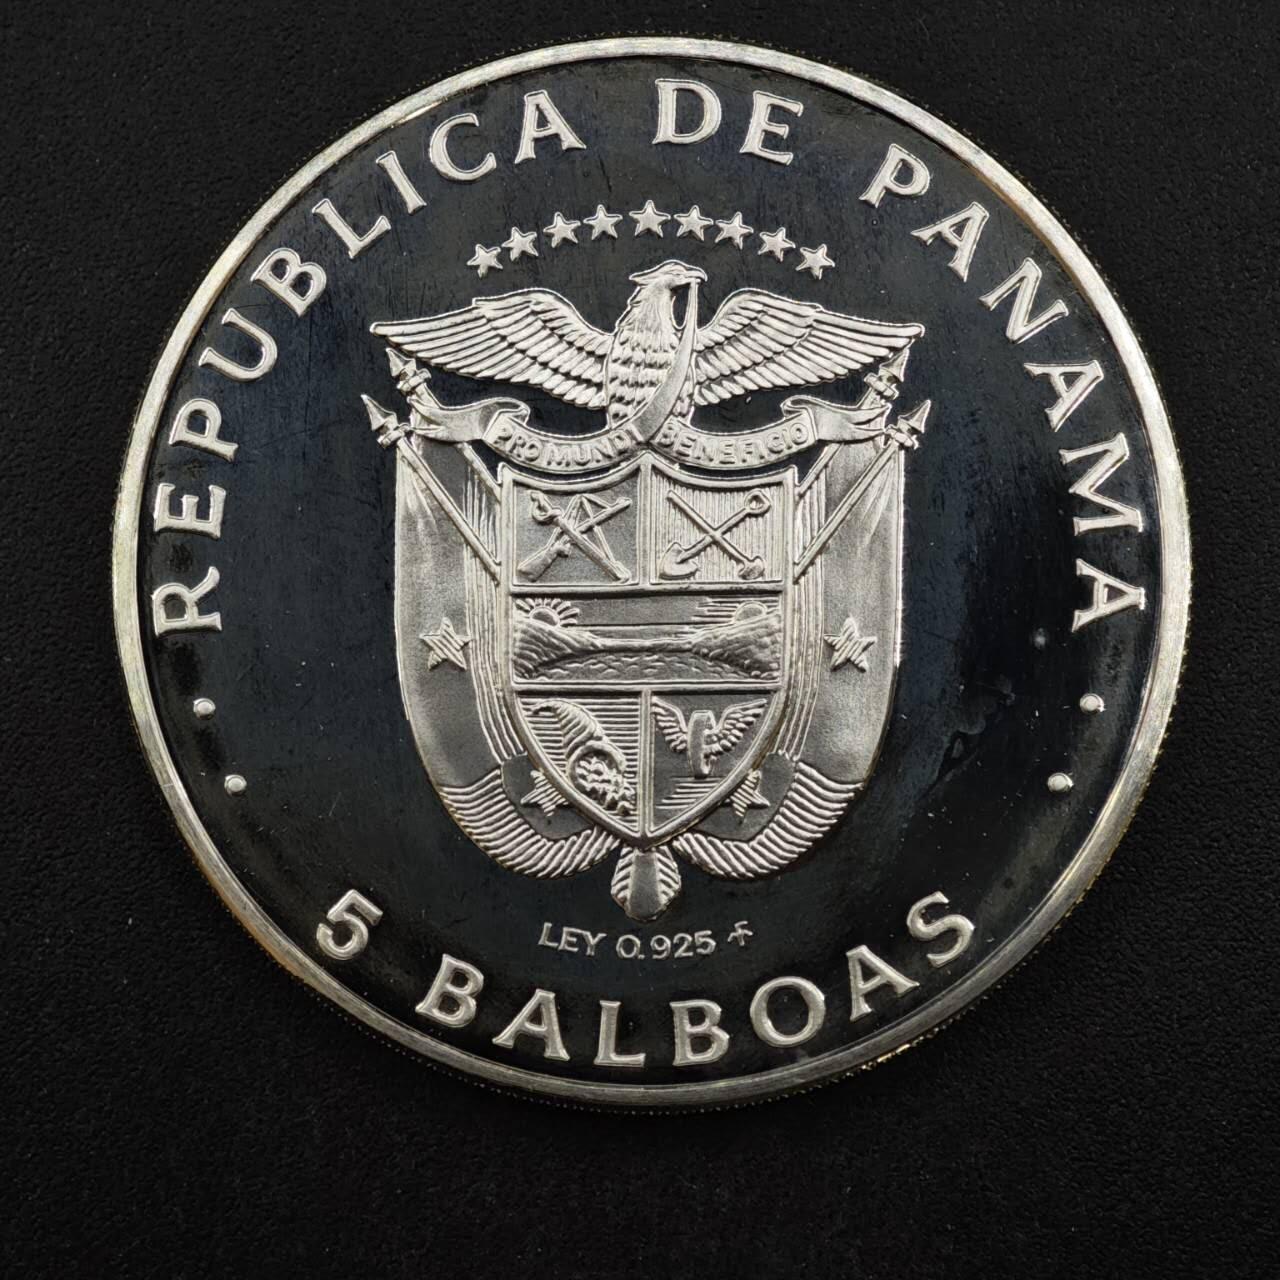 REPUBLICA DE PANAMA
PRO MUNDI BENEFICIO
LEY 0.925
5 BALBOAS